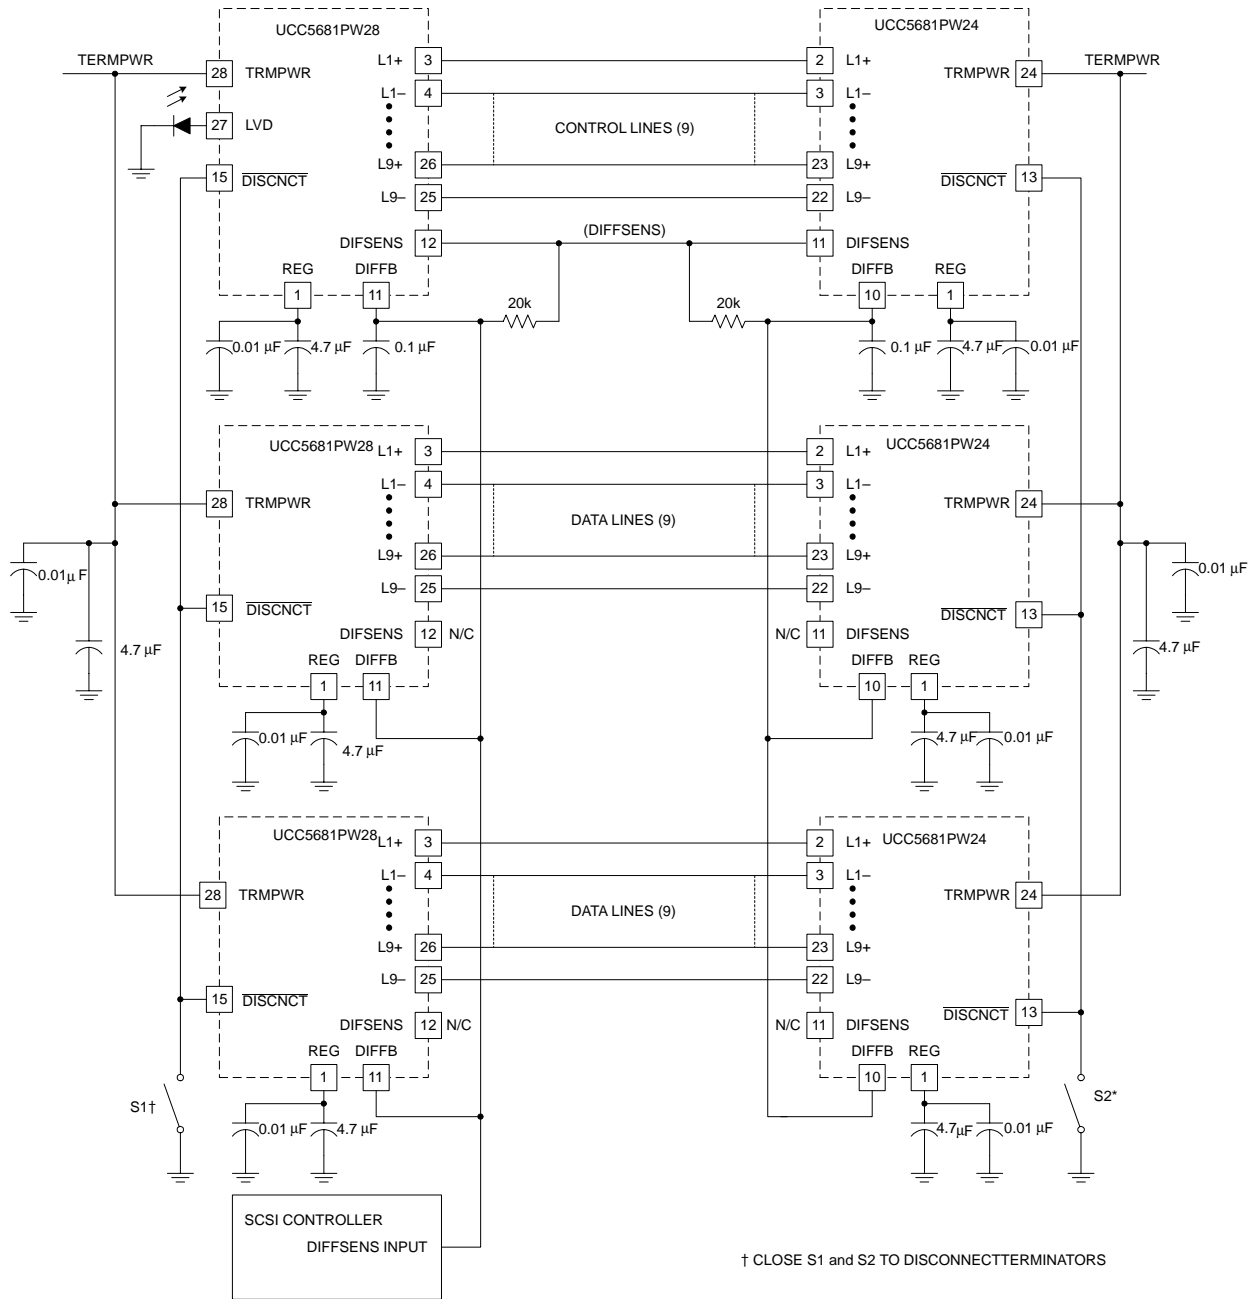 UCC5681PW28
UCC5681PW24
TERMPWR
28
TRMPWR
L1+
3
L1–
4
27
LVD
L9+
26
15
DISCNCT
L9–
25
DIFSENS
12
REG
DIFFB
1
11
CONTROL LINES (9)
(DIFFSENS)
2
L1+
3
L1–
TRMPWR
24
TERMPWR
23
L9+
22
L9–
DISCNCT
13
11
DIFSENS
DIFFB
REG
10
1
20k
20k
0.01 μF
4.7 μF
0.1 μF
0.1 μF
4.7 μF
0.01 μF
UCC5681PW28
L1+
3
L1–
4
28
TRMPWR
L9+
26
L9–
25
15
DISCNCT
DIFSENS
12
N/C
REG
DIFFB
1
11
DATA LINES (9)
UCC5681PW24
2
L1+
3
L1–
TRMPWR
24
23
L9+
22
L9–
DISCNCT
13
N/C
11
DIFSENS
DIFFB
REG
10
1
0.01μ F
4.7 μF
0.01 μF
4.7 μF
0.01 μF
4.7 μF
4.7 μF
0.01 μF
UCC5681PW28
L1+
3
L1–
4
28
TRMPWR
L9+
26
L9–
25
15
DISCNCT
DIFSENS
12
N/C
REG
DIFFB
1
11
DATA LINES (9)
UCC5681PW24
2
L1+
3
L1–
TRMPWR
24
23
L9+
22
L9–
DISCNCT
13
N/C
11
DIFSENS
DIFFB
REG
10
1
S1†
0.01 μF
4.7 μF
4.7μF
0.01 μF
S2*
SCSI CONTROLLER
DIFFSENS INPUT
† CLOSE S1 and S2 TO DISCONNECTTERMINATORS